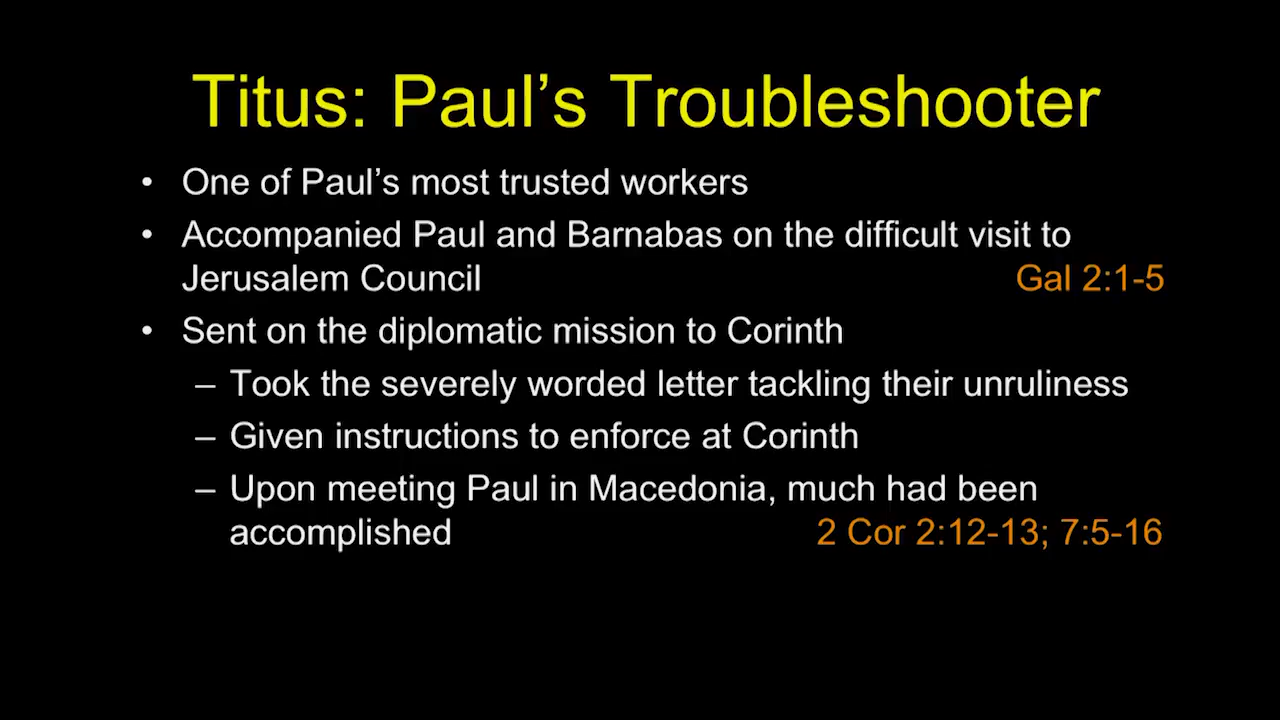 Titus: Paul’s Troubleshooter
• One of Paul’s most trusted workers
• Accompanied Paul and Barnabas on the difficult visit to
Jerusalem Council Gal 2:1-5
• Sent on the diplomatic mission to Corinth
– Took the severely worded letter tackling their unruliness
– Given instructions to enforce at Corinth
– Upon meeting Paul in Macedonia, much had been
accomplished 2 Cor 2:12-13; 7:5-16